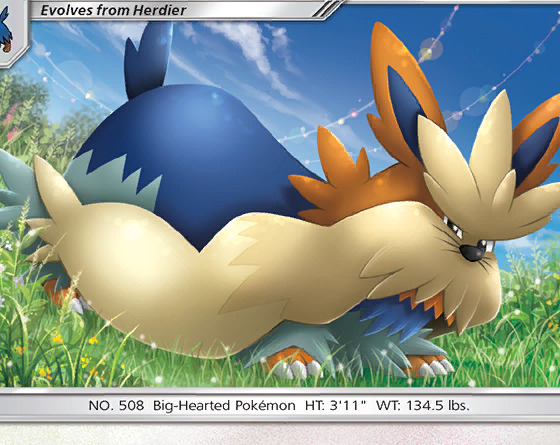 Evolves from Herdier
NO. 508 Big-Hearted Pokémon HT: 3'11" WT: 134.5 lbs.